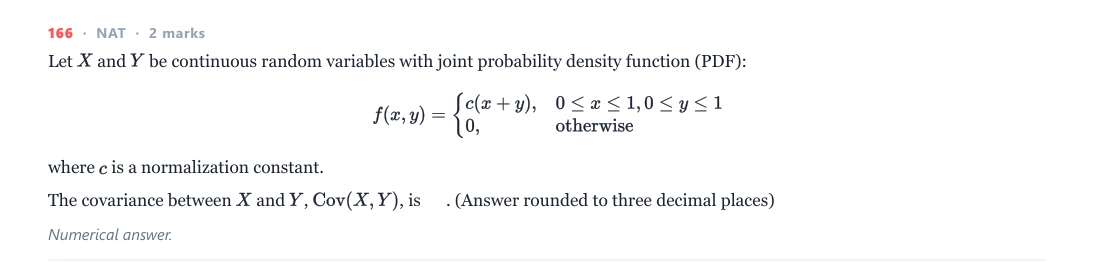 166 · NAT · 2 marks
Let X and Y be continuous random variables with joint probability density function (PDF):
f(x, y) = { c(x + y), 0 ≤ x ≤ 1, 0 ≤ y ≤ 1
0, otherwise
where c is a normalization constant.
The covariance between X and Y, Cov(X, Y), is . (Answer rounded to three decimal places)
Numerical answer.